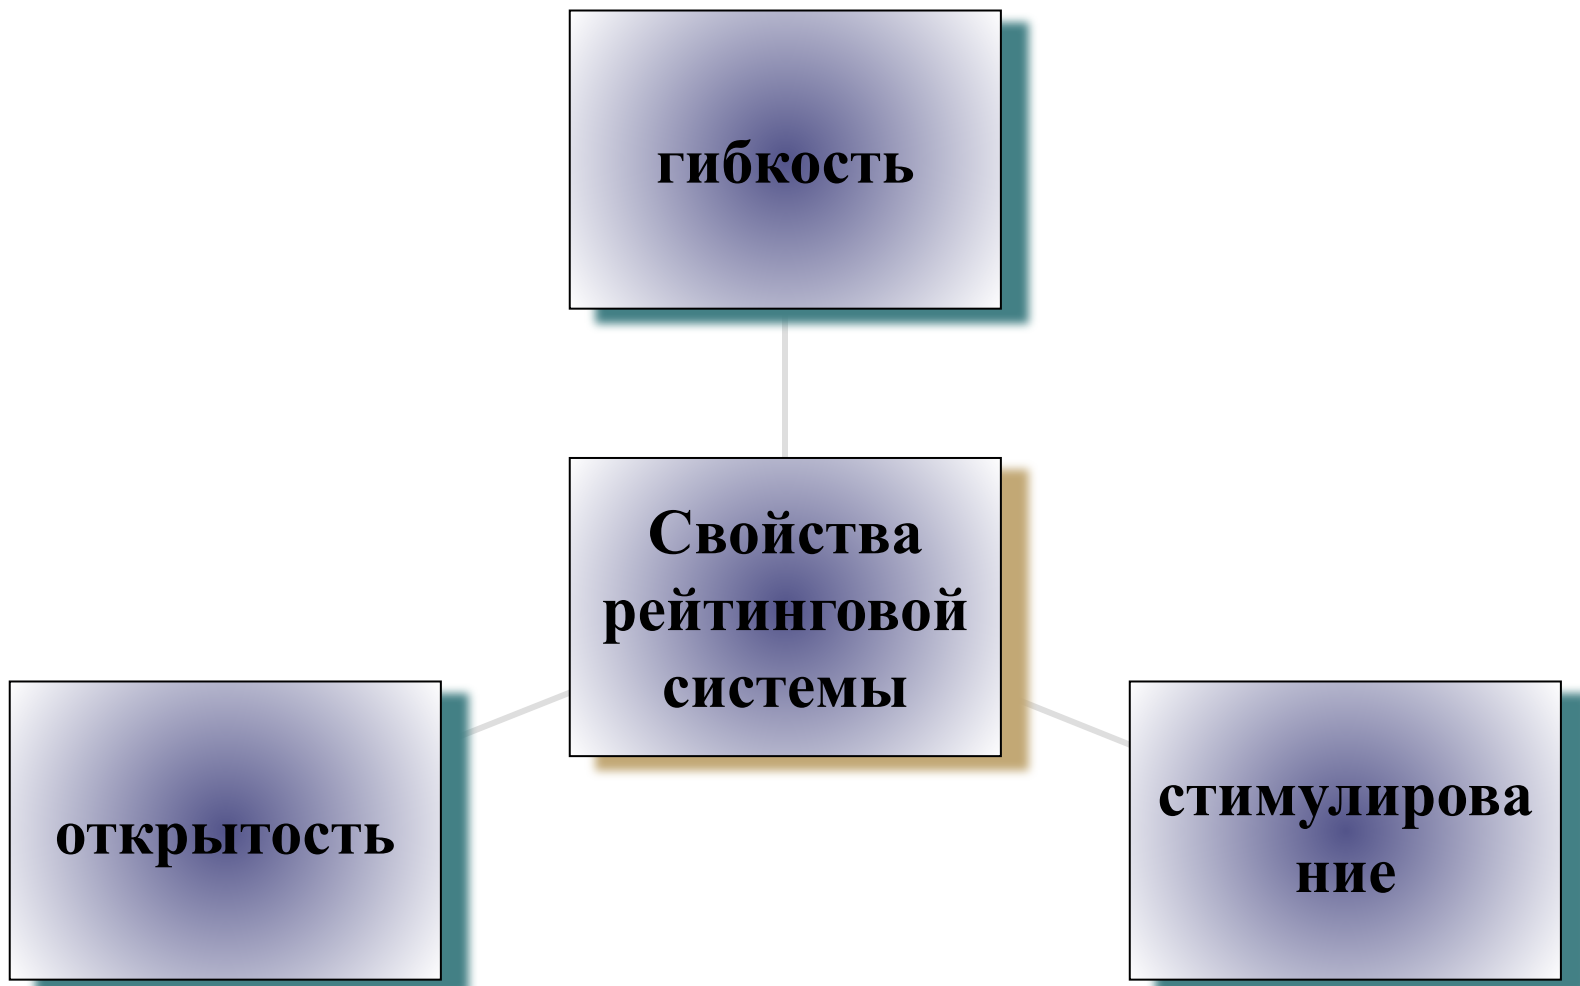 гибкость
Свойства
рейтинговой
системы
открытость
стимулирова
ние